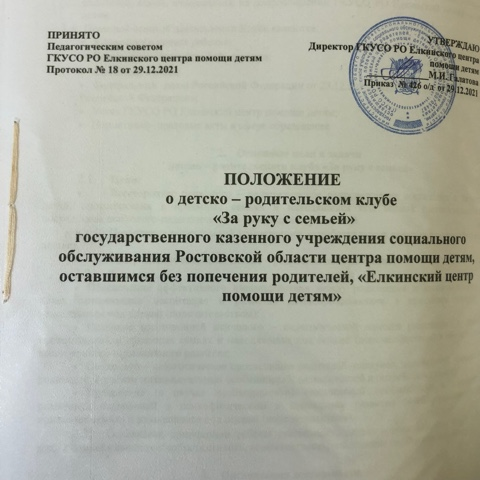 ПРИНЯТО
Педагогическим советом
ГКУСО РО Елкинского центра помощи детям
Протокол № 18 от 29.12.2021
УТВЕРЖДАЮ
Директор ГКУСО РО Елкинского центра
помощи детям
М.И.Галатова
Приказ № 426 о/д от 29.12.2021
ПОЛОЖЕНИЕ
о детско – родительском клубе
«За руку с семьей»
государственного казенного учреждения социального
обслуживания Ростовской области центра помощи детям,
оставшимся без попечения родителей, «Елкинский центр
помощи детям»